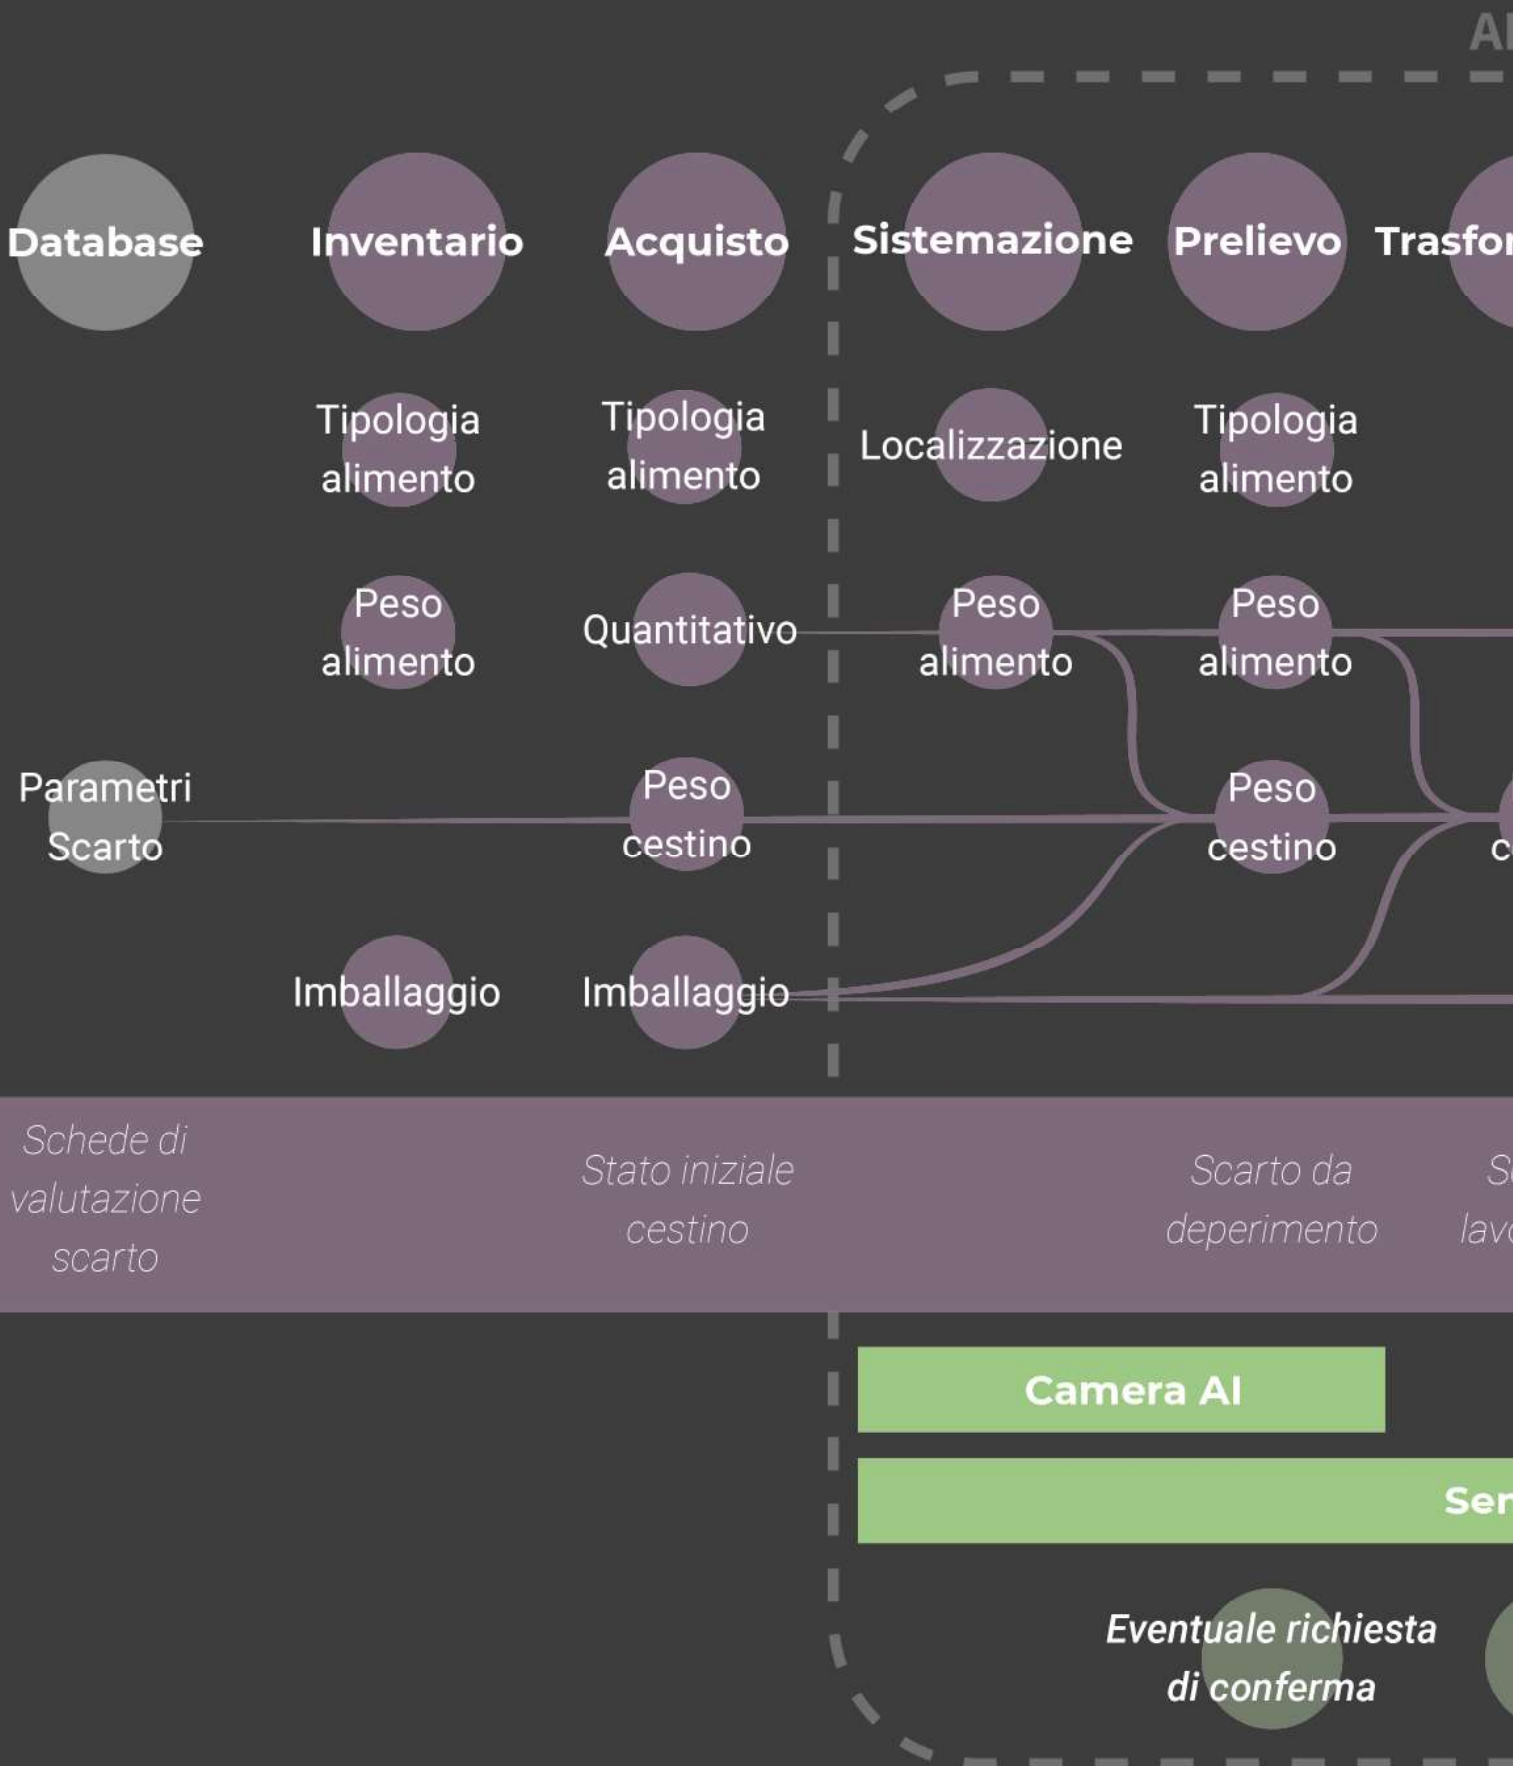 Database
Inventario
Acquisto
Sistemazione
Prelievo
Tipologia
alimento
Tipologia
alimento
Localizzazione
Tipologia
alimento
Peso
alimento
Quantitativo
Peso
alimento
Peso
alimento
Parametri
Scarto
Peso
cestino
Peso
cestino
Imballaggio
Imballaggio
Schede di
valutazione
scarto
Stato iniziale
cestino
Scarto da
deperimento
Camera AI
Eventuale richiesta
di conferma